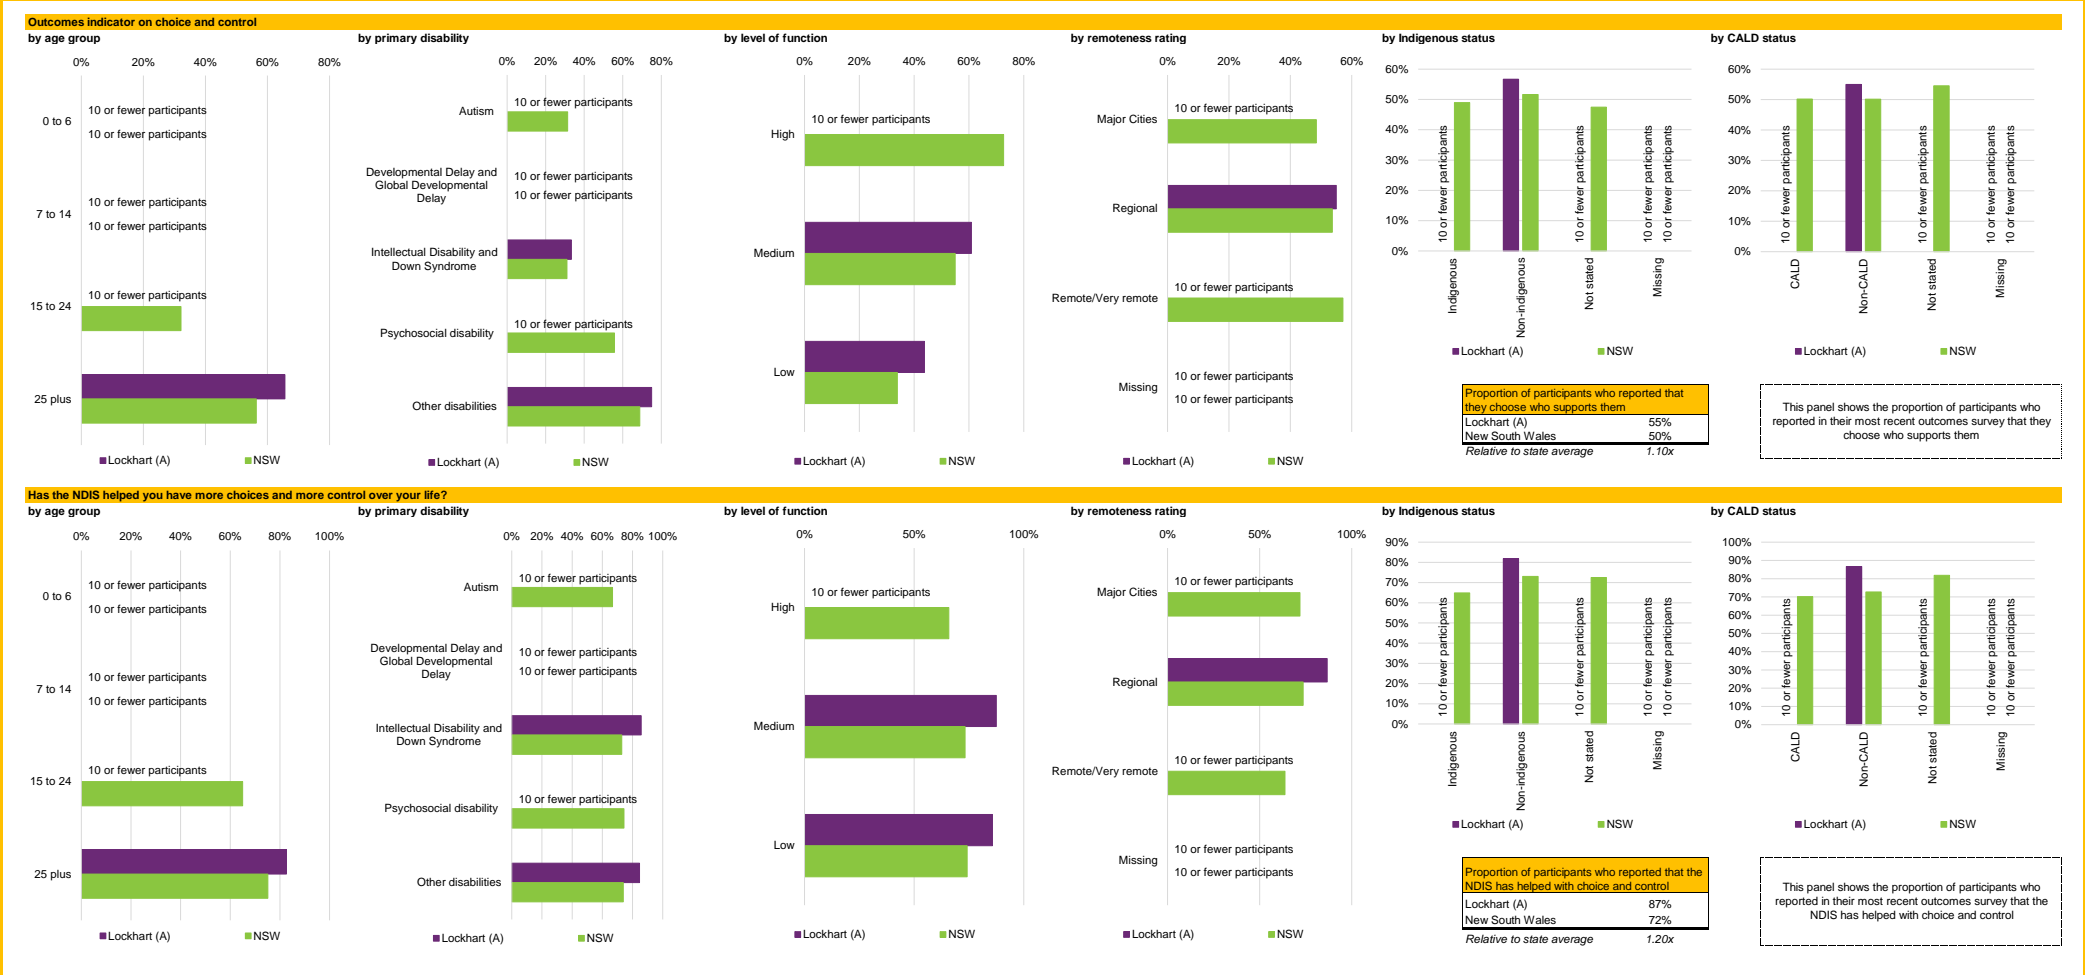 Outcomes indicator on choice and control
by age group
0% 20% 40% 60% 80%
0 to 6
10 or fewer participants
10 or fewer participants
7 to 14
10 or fewer participants
10 or fewer participants
15 to 24
10 or fewer participants
25 plus
Lockhart (A) NSW
by primary disability
0% 20% 40% 60% 80%
Autism
10 or fewer participants
Developmental Delay and
Global Developmental
Delay
10 or fewer participants
10 or fewer participants
Intellectual Disability and
Down Syndrome
Psychosocial disability
10 or fewer participants
Other disabilities
Lockhart (A) NSW
by level of function
0% 20% 40% 60% 80%
High
10 or fewer participants
Medium
Low
Lockhart (A) NSW
by remoteness rating
0% 20% 40% 60%
Major Cities
10 or fewer participants
Regional
Remote/Very remote
10 or fewer participants
Missing
10 or fewer participants
10 or fewer participants
Lockhart (A) NSW
by Indigenous status
60%
50%
40%
30%
20%
10%
0%
10 or fewer participants
10 or fewer participants
10 or fewer participants
10 or fewer participants
Indigenous
Non-indigenous
Not stated
Missing
Lockhart (A) NSW
by CALD status
60%
50%
40%
30%
20%
10%
0%
10 or fewer participants
10 or fewer participants
10 or fewer participants
10 or fewer participants
CALD
Non-CALD
Not stated
Missing
Lockhart (A) NSW
Proportion of participants who reported that
they choose who supports them
Lockhart (A) 55%
New South Wales 50%
Relative to state average 1.10x
This panel shows the proportion of participants who
reported in their most recent outcomes survey that they
choose who supports them
Has the NDIS helped you have more choices and more control over your life?
by age group
0% 20% 40% 60% 80% 100%
0 to 6
10 or fewer participants
10 or fewer participants
7 to 14
10 or fewer participants
10 or fewer participants
15 to 24
10 or fewer participants
25 plus
Lockhart (A) NSW
by primary disability
0% 20% 40% 60% 80% 100%
Autism
10 or fewer participants
Developmental Delay and
Global Developmental
Delay
10 or fewer participants
10 or fewer participants
Intellectual Disability and
Down Syndrome
Psychosocial disability
10 or fewer participants
Other disabilities
Lockhart (A) NSW
by level of function
0% 50% 100%
High
10 or fewer participants
Medium
Low
Lockhart (A) NSW
by remoteness rating
0% 50% 100%
Major Cities
10 or fewer participants
Regional
Remote/Very remote
10 or fewer participants
Missing
10 or fewer participants
10 or fewer participants
Lockhart (A) NSW
by Indigenous status
90%
80%
70%
60%
50%
40%
30%
20%
10%
0%
10 or fewer participants
10 or fewer participants
10 or fewer participants
10 or fewer participants
Indigenous
Non-indigenous
Not stated
Missing
Lockhart (A) NSW
by CALD status
100%
90%
80%
70%
60%
50%
40%
30%
20%
10%
0%
10 or fewer participants
10 or fewer participants
10 or fewer participants
10 or fewer participants
CALD
Non-CALD
Not stated
Missing
Lockhart (A) NSW
Proportion of participants who reported that the
NDIS has helped with choice and control
Lockhart (A) 87%
New South Wales 72%
Relative to state average 1.20x
This panel shows the proportion of participants who
reported in their most recent outcomes survey that the
NDIS has helped with choice and control